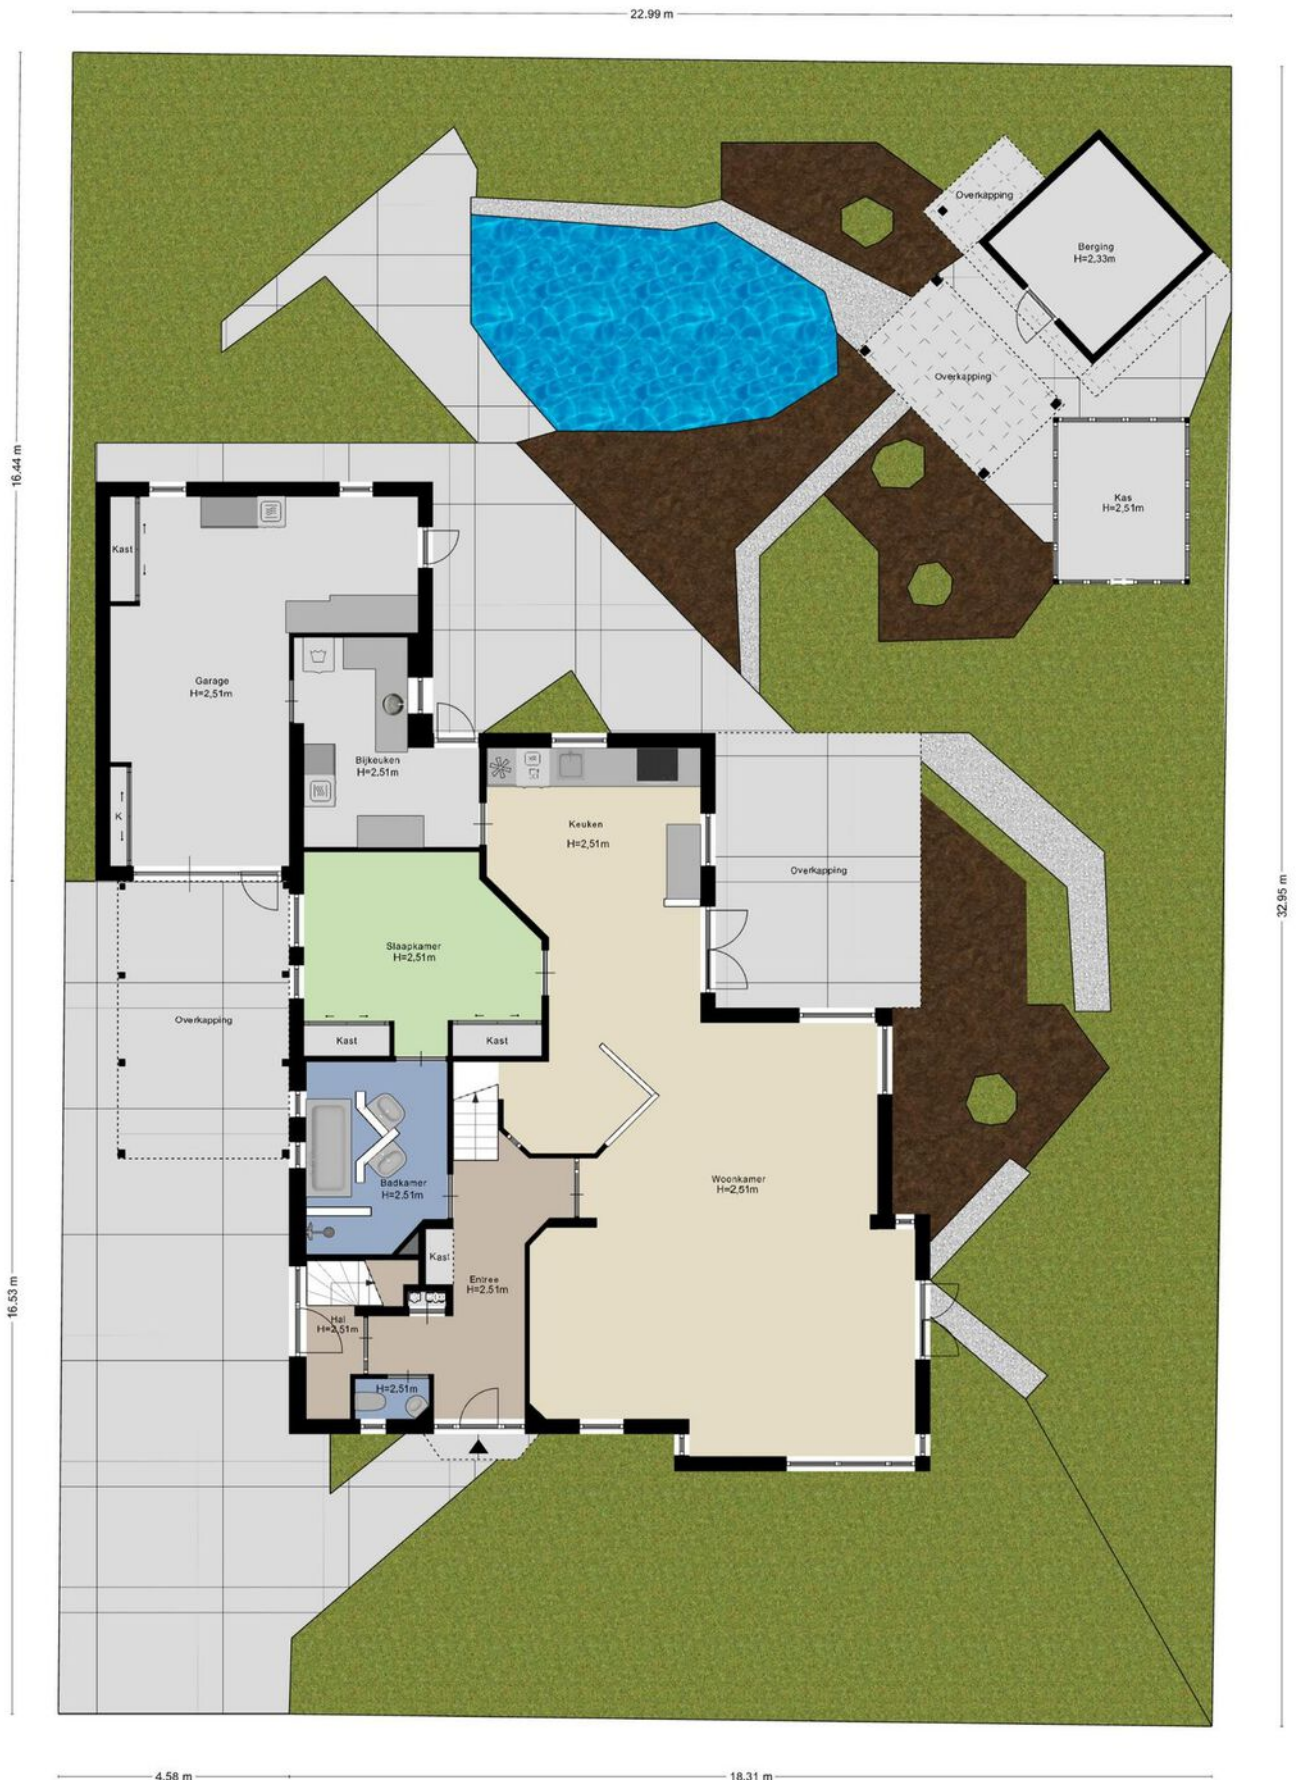 22.99 m
Overkapping
Berging
H=2,33m
Overkapping
16.44 m
Kas
H=2,51m
Kast
Garage
H=2,51m
Bijkeuken
H=2.51m
K
Keuken
H=2,51m
Overkapping
32.95 m
Slaapkamer
H=2,51m
Overkapping
Kast
Kast
Badkamer
H=2.51m
Woonkamer
H=2,51m
Kast
Entree
H=2.51m
16.53 m
Hal
H=2,51m
H=2,51m
4.58 m
18.31 m